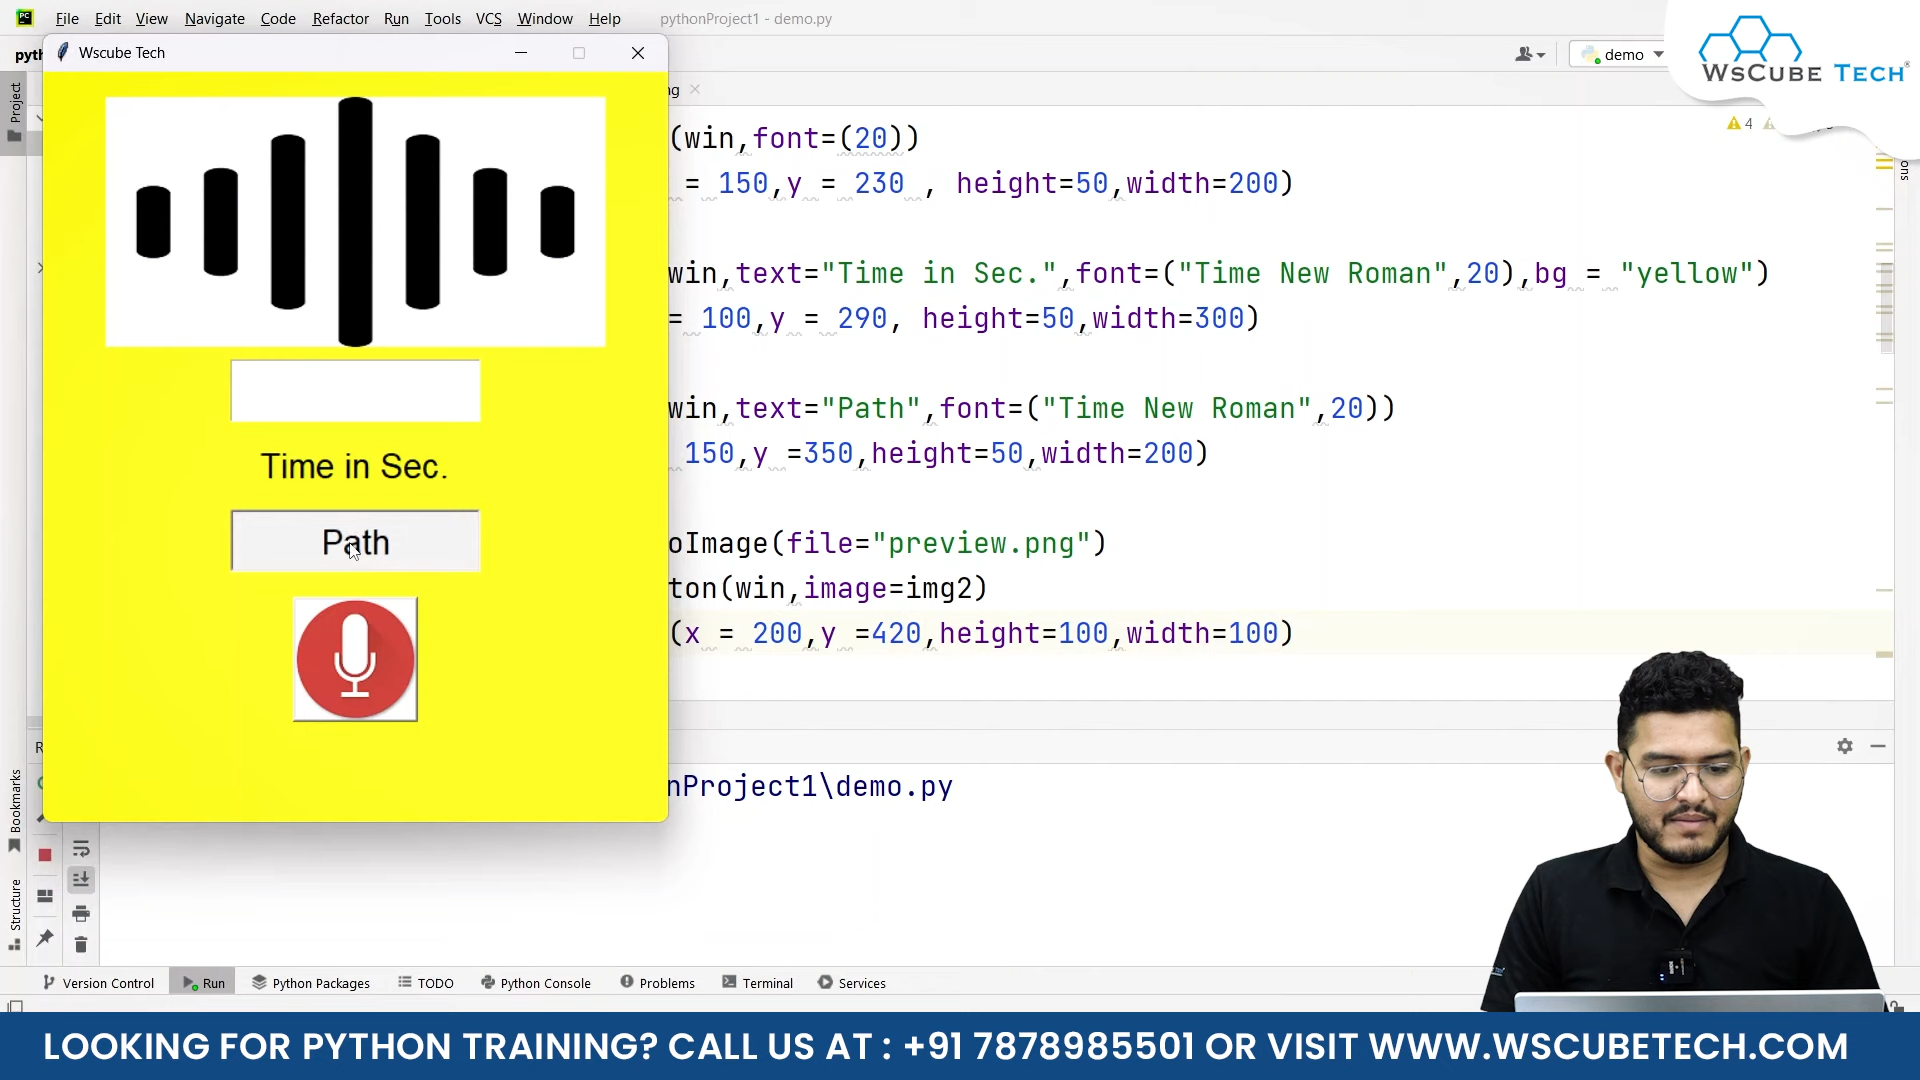 File Edit View Navigate Code Refactor Run Tools VCS Window Help pythonProject1 - demo.py
Wscube Tech
demo
WsCube Tech
4
Project
(win,font=(20))
= 150,y = 230 , height=50,width=200)
win,text="Time in Sec.",font=("Time New Roman",20),bg = "yellow")
= 100,y = 290, height=50,width=300)
win,text="Path",font=("Time New Roman",20))
150,y =350,height=50,width=200)
oImage(file="preview.png")
ton(win,image=img2)
(x = 200,y =420,height=100,width=100)
Time in Sec.
Path
nProject1\demo.py
Bookmarks
Structure
Version Control Run Python Packages TODO Python Console Problems Terminal Services
LOOKING FOR PYTHON TRAINING? CALL US AT : +91 7878985501 OR VISIT WWW.WSCUBETECH.COM